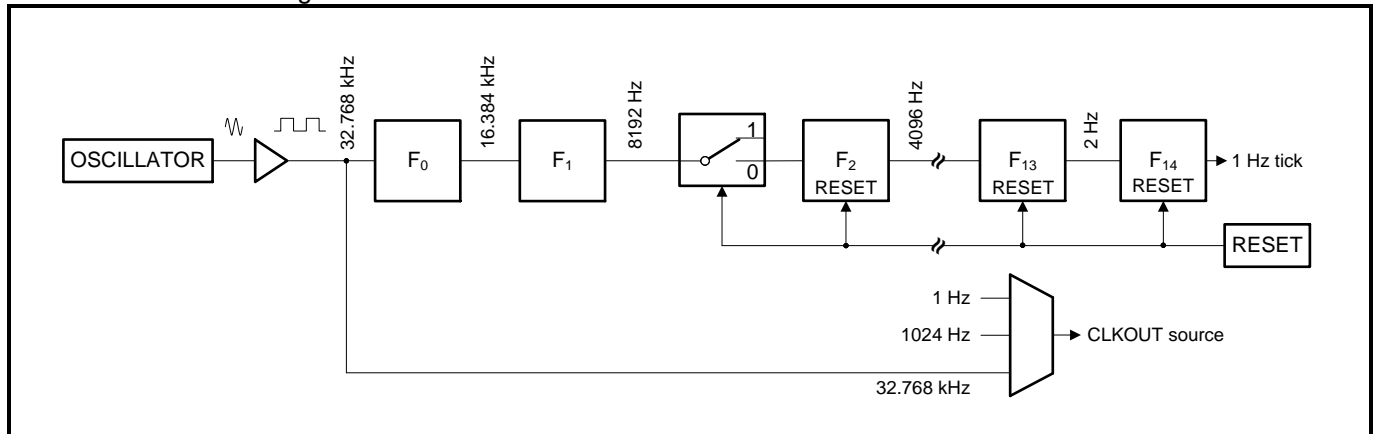 32.768 kHz
16.384 kHz
8192 Hz
4096 Hz
2 Hz
OSCILLATOR
F0
F1
1
0
F2
RESET
F13
RESET
F14
RESET
1 Hz tick
RESET
1 Hz
1024 Hz
CLKOUT source
32.768 kHz